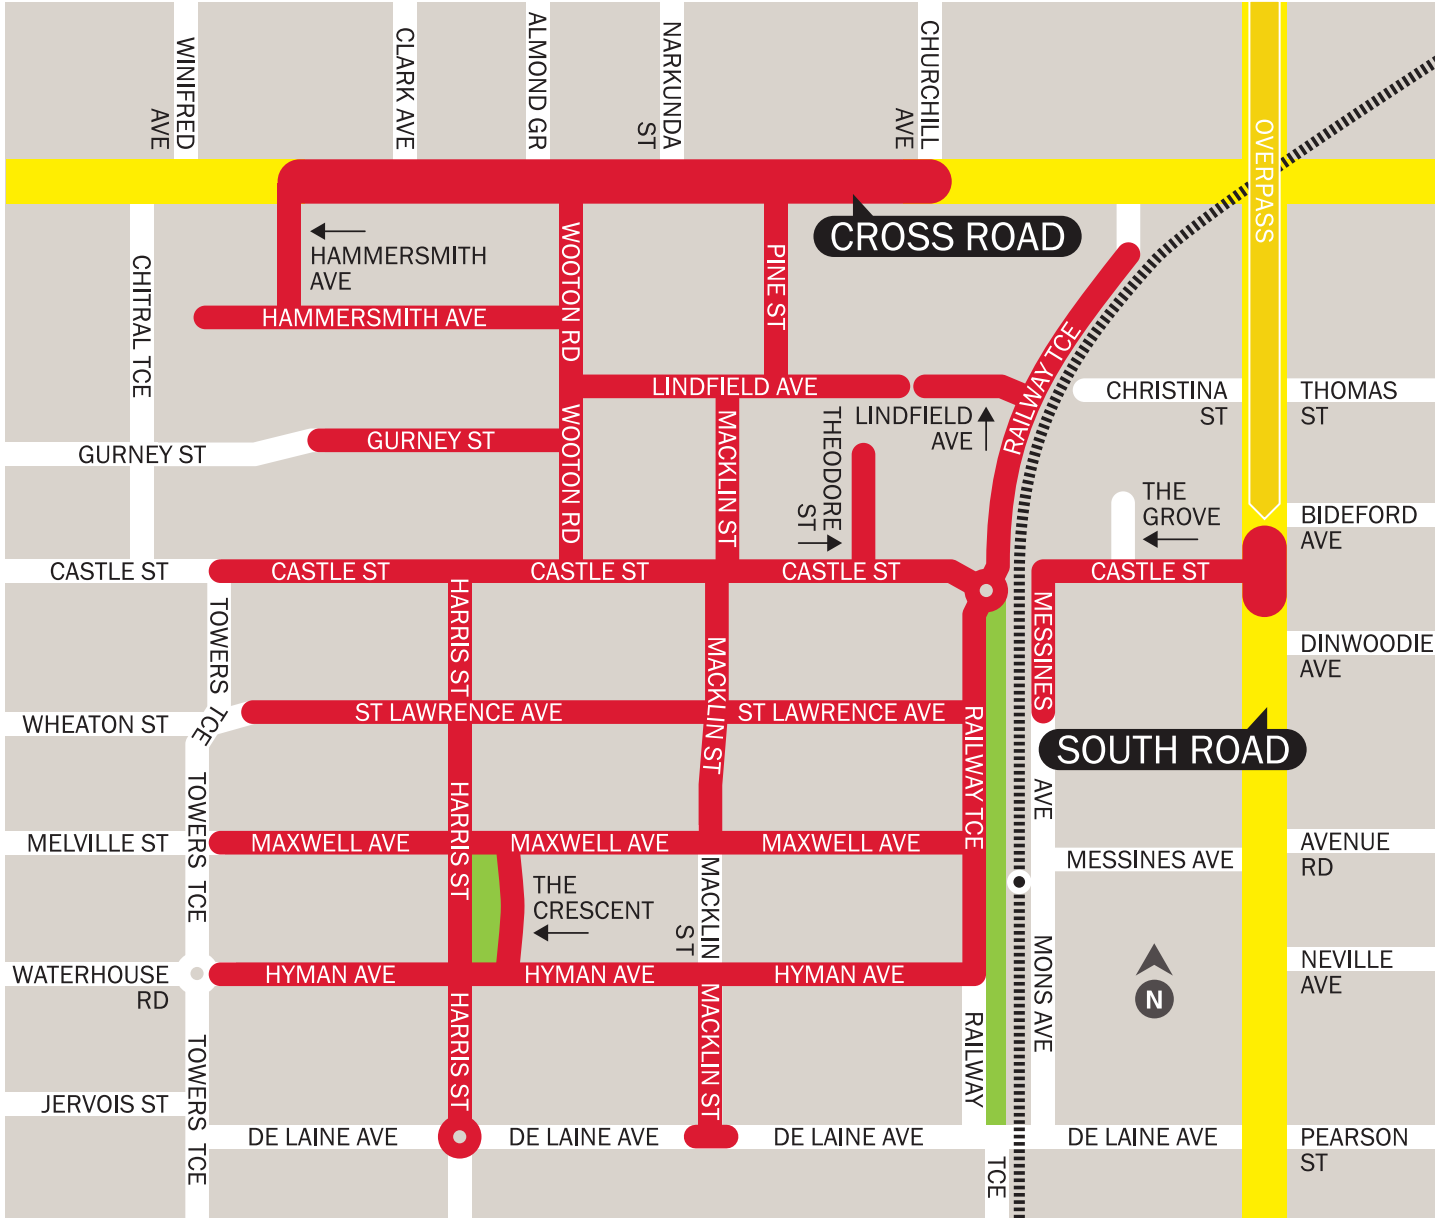 WINIFRED
AVE
CLARK AVE
ALMOND GR
NARKUNDA
ST
CHURCHILL
AVE
OVERPASS
CROSS ROAD
HAMMERSMITH
AVE
HAMMERSMITH AVE
CHITRAL TCE
WOOTON RD
PINE ST
RAILWAY TCE
LINDFIELD AVE
LINDFIELD
AVE
CHRISTINA
ST
THOMAS
ST
GURNEY ST
GURNEY ST
WOOTON RD
MACKLIN ST
THEODORE
ST
THE
GROVE
BIDEFORD
AVE
CASTLE ST
CASTLE ST
CASTLE ST
CASTLE ST
CASTLE ST
TOWERS
TCE
HARRIS ST
MACKLIN ST
MESSINES
AVE
DINWOODIE
AVE
WHEATON ST
ST LAWRENCE AVE
ST LAWRENCE AVE
SOUTH ROAD
RAILWAY TCE
TOWERS TCE
HARRIS ST
MELVILLE ST
MAXWELL AVE
MAXWELL AVE
MAXWELL AVE
MESSINES AVE
AVENUE
RD
THE
CRESCENT
MACKLIN
ST
MONS AVE
NEVILLE
AVE
WATERHOUSE
RD
HYMAN AVE
HYMAN AVE
HYMAN AVE
N
TOWERS TCE
HARRIS ST
MACKLIN ST
RAILWAY
TCE
JERVOIS ST
DE LAINE AVE
DE LAINE AVE
DE LAINE AVE
DE LAINE AVE
PEARSON
ST
MACKLIN ST